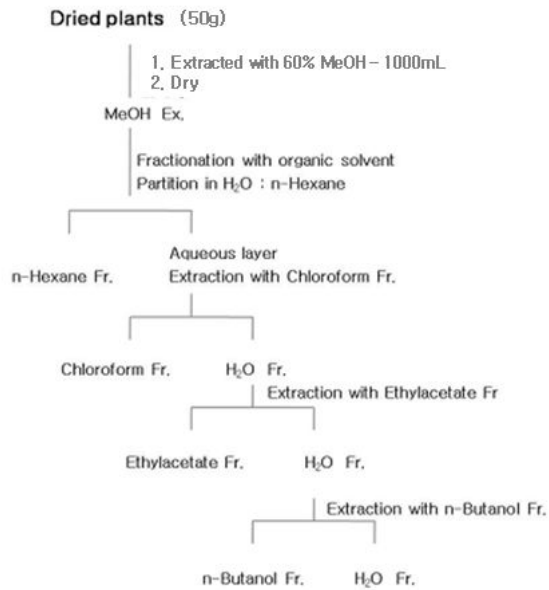 Dried plants (50g)
1. Extracted with 60% MeOH - 1000mL
2. Dry
MeOH Ex.
Fractionation with organic solvent
Partition in H₂O : n-Hexane
Aqueous layer
n-Hexane Fr. Extraction with Chloroform Fr.
Chloroform Fr. H₂O Fr.
Extraction with Ethylacetate Fr
Ethylacetate Fr. H₂O Fr.
Extraction with n-Butanol Fr.
n-Butanol Fr. H₂O Fr.